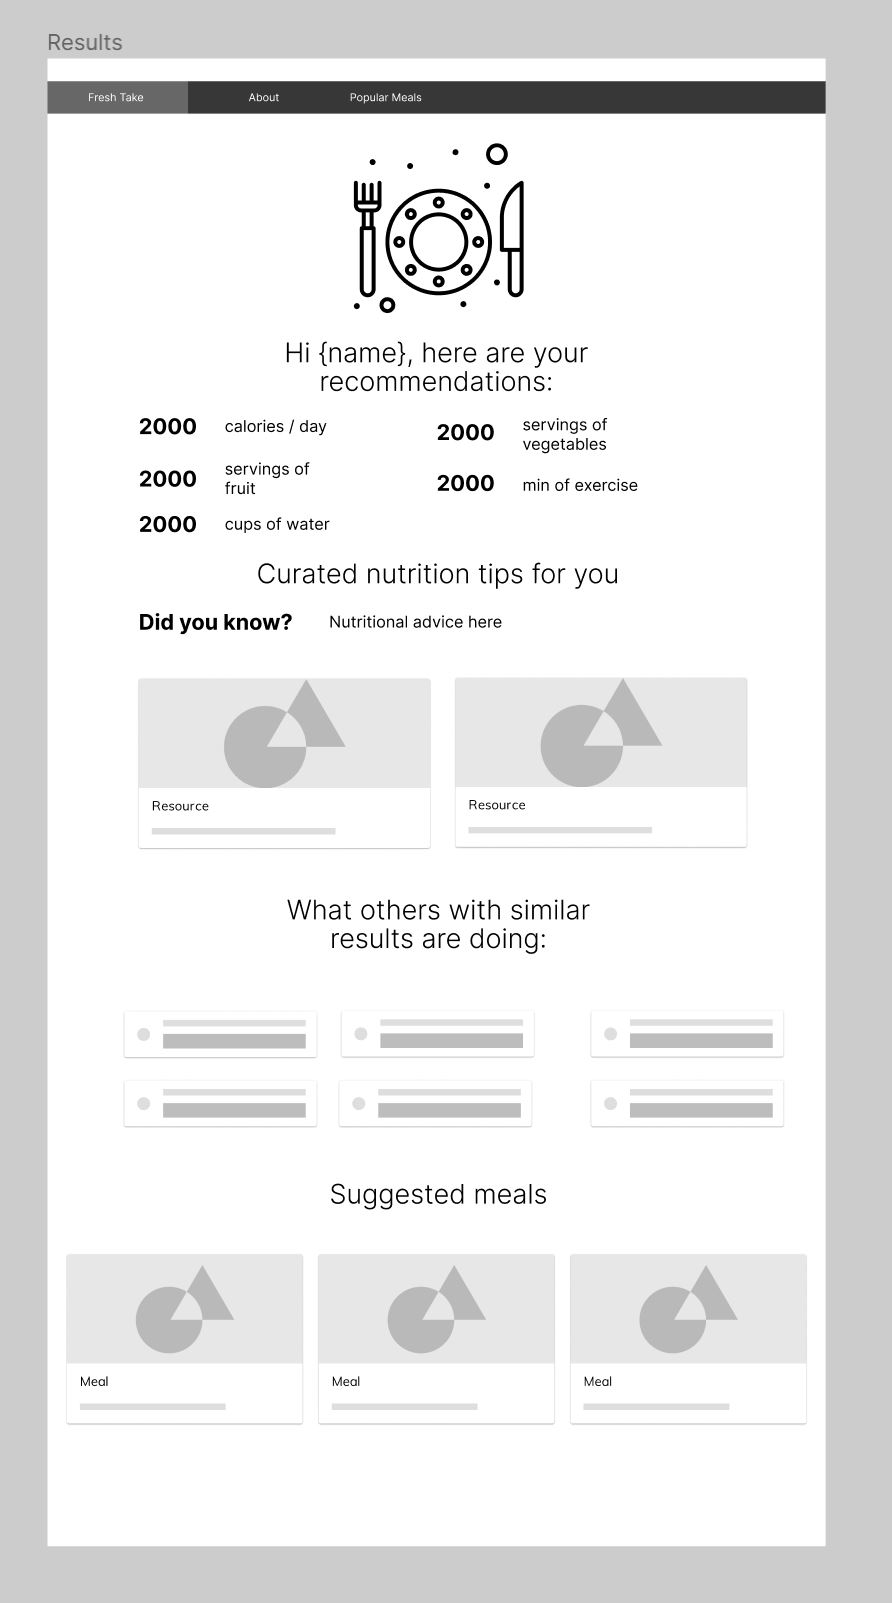 Results
Fresh Take
About
Popular Meals
Hi {name}, here are your
recommendations:
2000 calories / day
2000 servings of
vegetables
2000 servings of
fruit
2000 min of exercise
2000 cups of water
Curated nutrition tips for you
Did you know? Nutritional advice here
Resource
Resource
What others with similar
results are doing:
Suggested meals
Meal
Meal
Meal